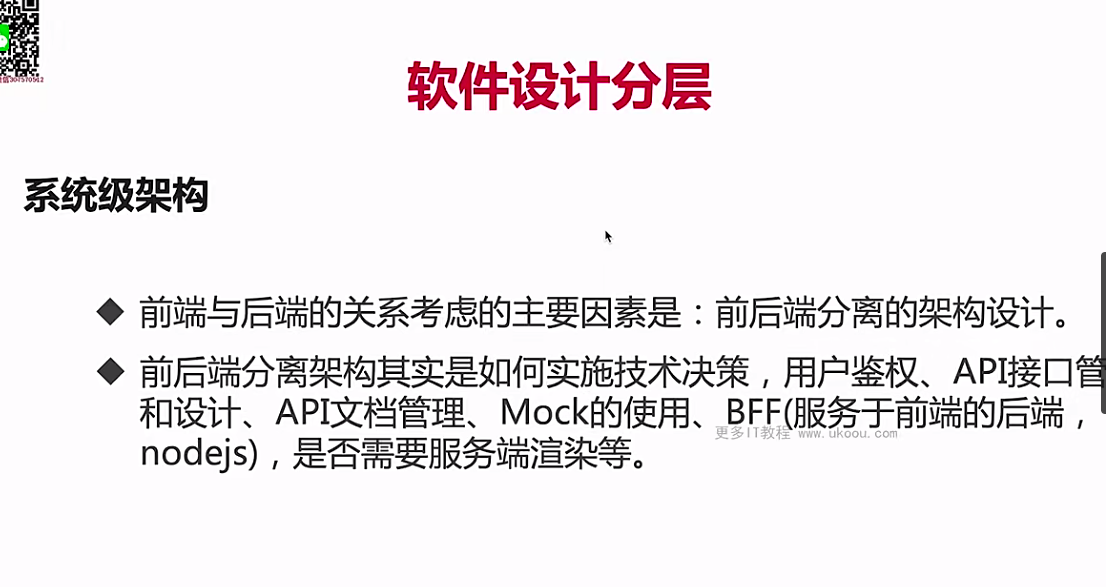 软件设计分层
系统级架构
◆ 前端与后端的关系考虑的主要因素是：前后端分离的架构设计。
◆ 前后端分离架构其实是如何实施技术决策，用户鉴权、API接口管
和设计、API文档管理、Mock的使用、BFF(服务于前端的后端，
更多IT教程 www.ukoou.com
nodejs)，是否需要服务端渲染等。